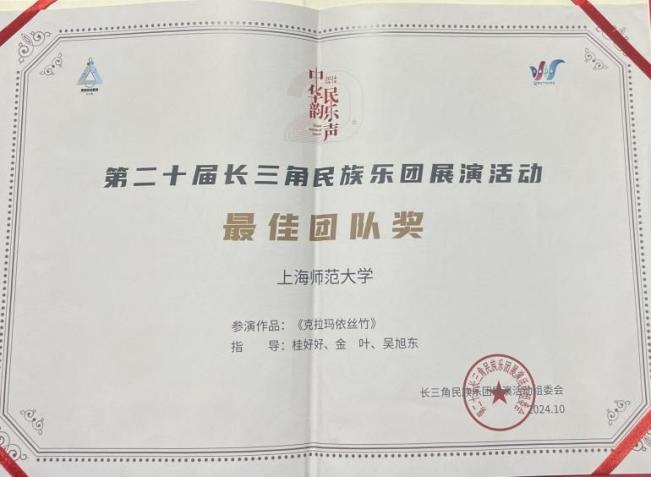 中华韵
民乐声
第二十届长三角民族乐团展演活动
最佳团队奖
上海师范大学
参演作品：《克拉玛依丝竹》
指　　导：桂好好、金　叶、吴旭东
长三角民族乐团展演活动组委会
2024.10